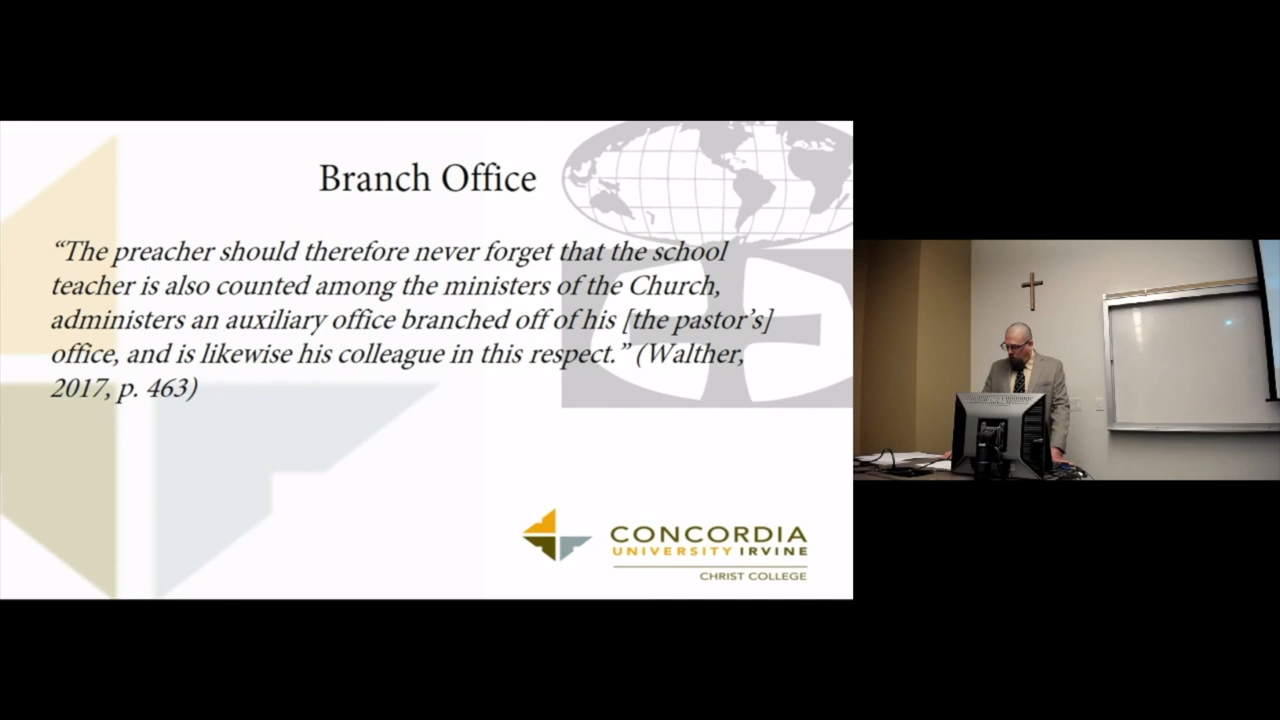 Branch Office
“The preacher should therefore never forget that the school
teacher is also counted among the ministers of the Church,
administers an auxiliary office branched off of his [the pastor’s]
office, and is likewise his colleague in this respect.” (Walther,
2017, p. 463)
CONCORDIA
UNIVERSITY IRVINE
CHRIST COLLEGE